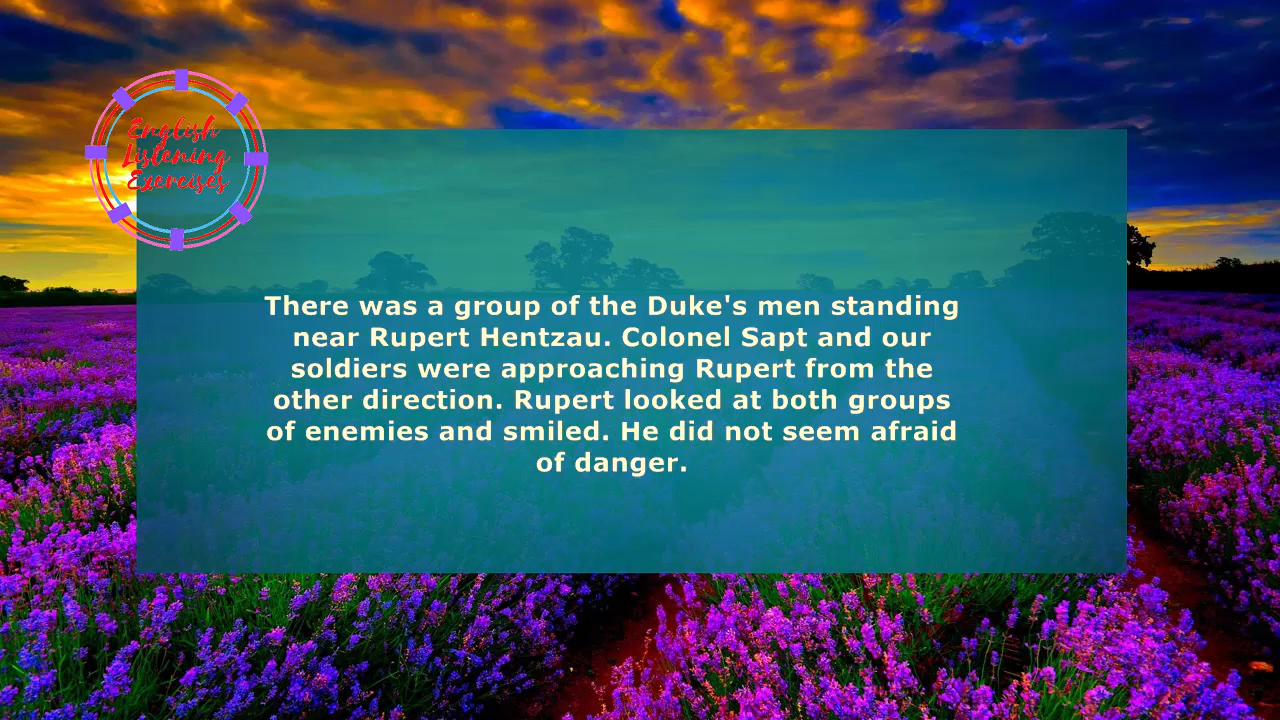 English
Listening
Exercises
There was a group of the Duke's men standing
near Rupert Hentzau. Colonel Sapt and our
soldiers were approaching Rupert from the
other direction. Rupert looked at both groups
of enemies and smiled. He did not seem afraid
of danger.